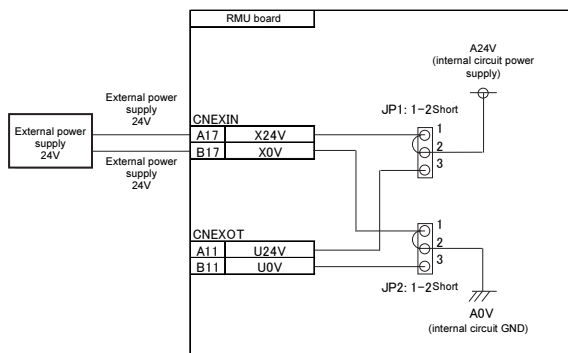 RMU board
A24V
(internal circuit power
supply)
External power
supply
24V
JP1: 1-2Short
CNEXIN
External power
supply
24V
A17 X24V
B17 X0V
1
2
3
External power
supply
24V
CNEXOT
A11 U24V
B11 U0V
1
2
3
JP2: 1-2Short
A0V
(internal circuit GND)